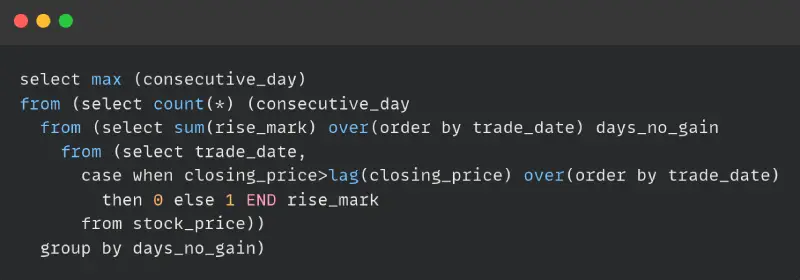 select max (consecutive_day)
from (select count(*) (consecutive_day
from (select sum(rise_mark) over(order by trade_date) days_no_gain
from (select trade_date,
case when closing_price>lag(closing_price) over(order by trade_date)
then 0 else 1 END rise_mark
from stock_price))
group by days_no_gain)